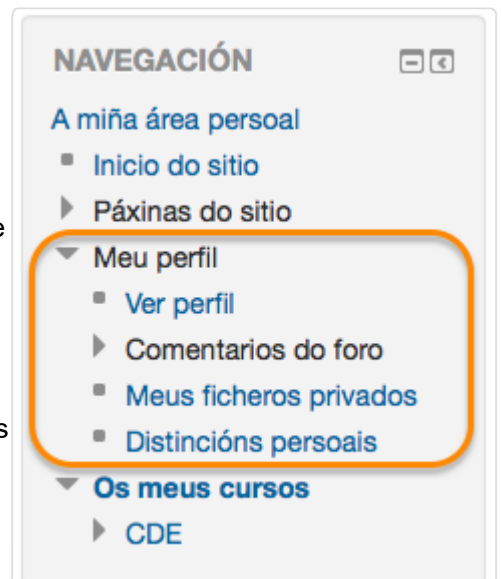 NAVEGACIÓN
A miña área persoal
Inicio do sitio
Páxinas do sitio
e
Meu perfil
Ver perfil
Comentarios do foro
Meus ficheros privados
s
Distincións persoais
Os meus cursos
CDE